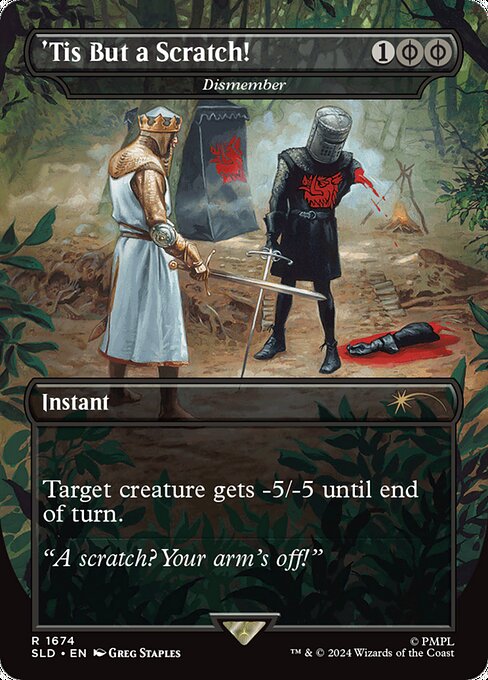 'Tis But a Scratch!
1
Dismember
Instant
Target creature gets -5/-5 until end
of turn.
“A scratch? Your arm’s off!”
R 1674
© PMPL
SLD • EN Greg Staples
™ & © 2024 Wizards of the Coast